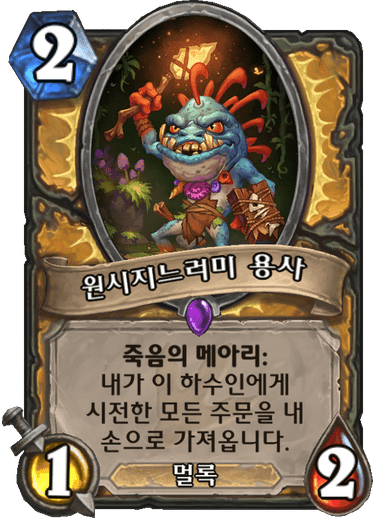 2
원시지느러미 용사
죽음의 메아리:
내가 이 하수인에게
시전한 모든 주문을 내
손으로 가져옵니다.
1
멀록
2